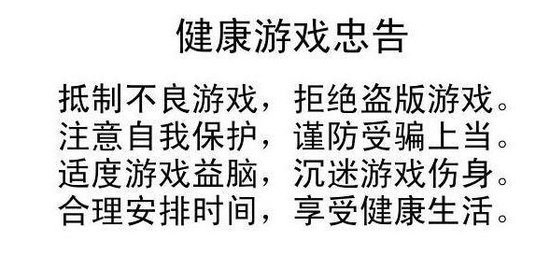 健康游戏忠告
抵制不良游戏，拒绝盗版游戏。
注意自我保护，谨防受骗上当。
适度游戏益脑，沉迷游戏伤身。
合理安排时间，享受健康生活。